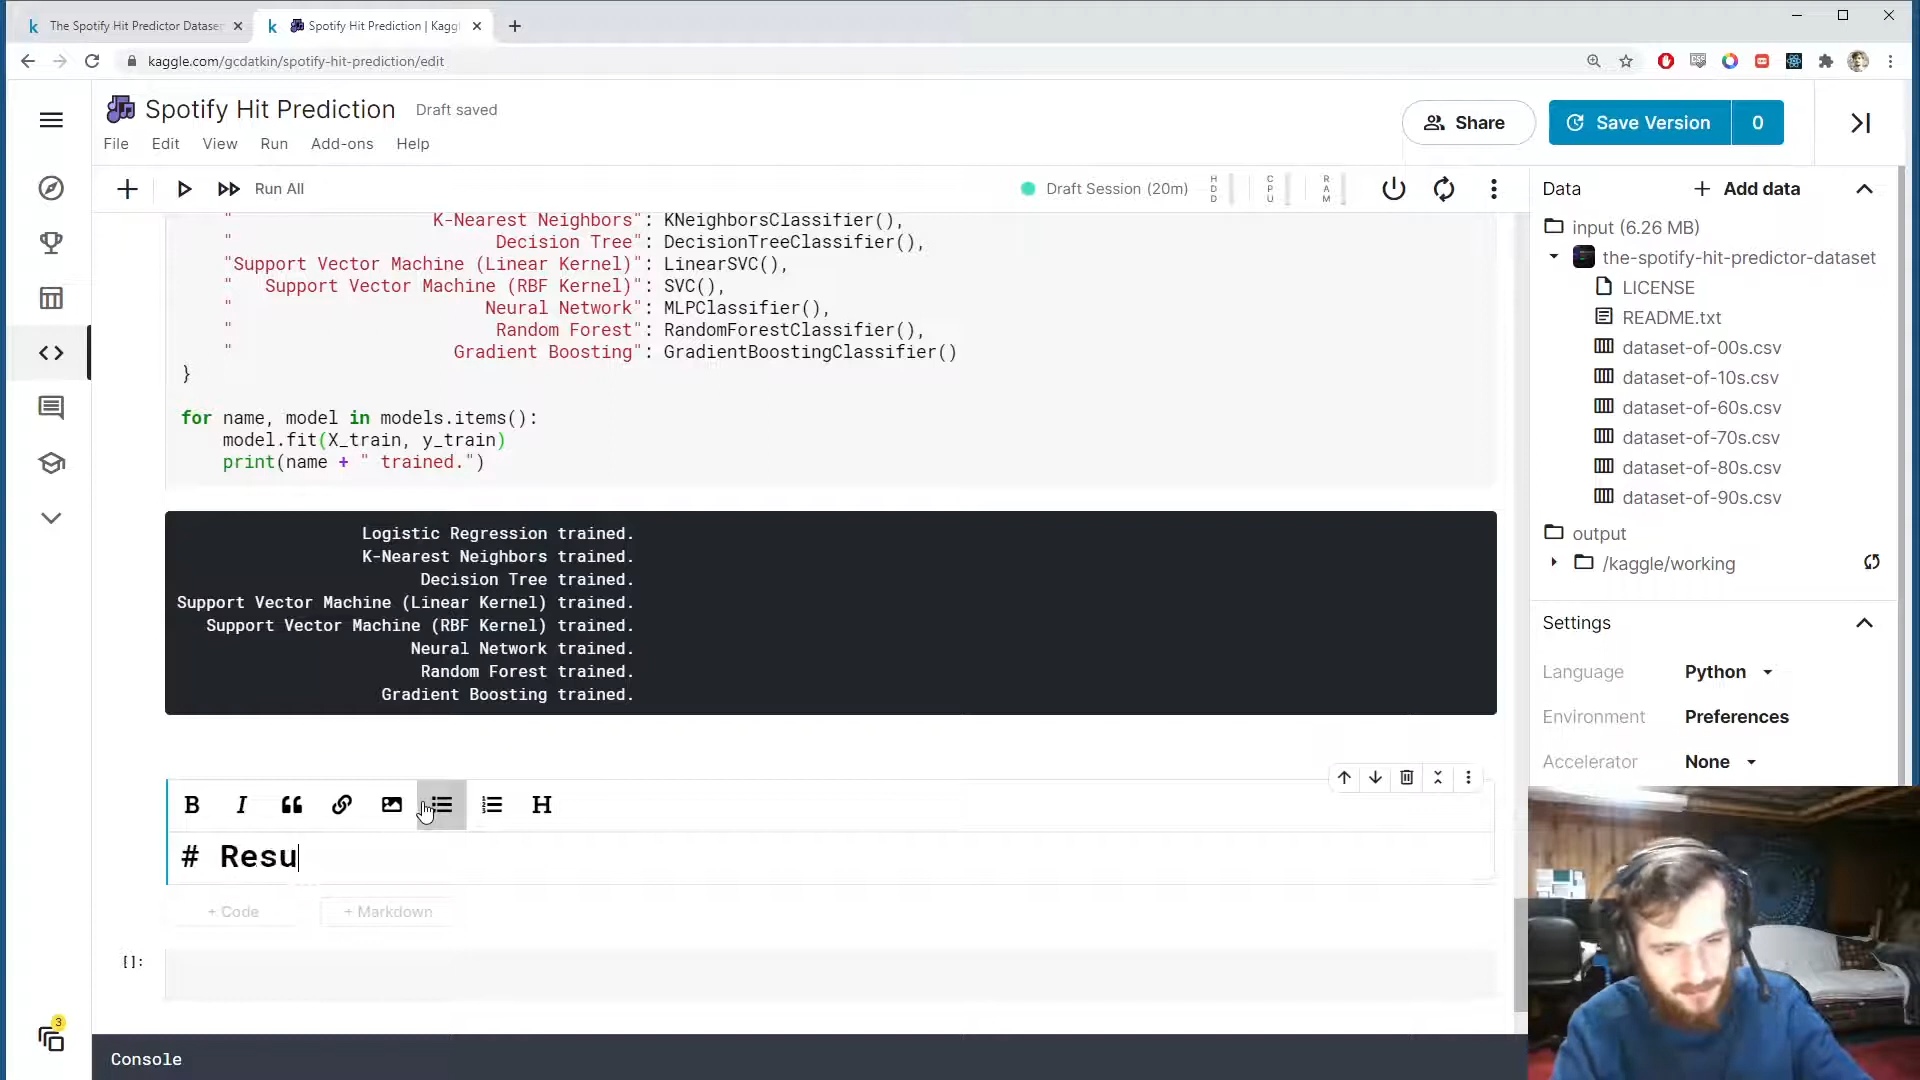 The Spotify Hit Predictor Datase
Spotify Hit Prediction | Kagg
kaggle.com/gcdatkin/spotify-hit-prediction/edit
Spotify Hit Prediction
Draft saved
Share
Save Version
0
File Edit View Run Add-ons Help
Run All
Draft Session (20m)
HDD
CPU
RAM
"                    K-Nearest Neighbors": KNeighborsClassifier(),
"                          Decision Tree": DecisionTreeClassifier(),
"Support Vector Machine (Linear Kernel)": LinearSVC(),
"   Support Vector Machine (RBF Kernel)": SVC(),
"                         Neural Network": MLPClassifier(),
"                          Random Forest": RandomForestClassifier(),
"                      Gradient Boosting": GradientBoostingClassifier()
}
for name, model in models.items():
    model.fit(X_train, y_train)
    print(name + " trained.")
Logistic Regression trained.
K-Nearest Neighbors trained.
Decision Tree trained.
Support Vector Machine (Linear Kernel) trained.
Support Vector Machine (RBF Kernel) trained.
Neural Network trained.
Random Forest trained.
Gradient Boosting trained.
B I H
# Resu
+ Code + Markdown
[]:
Console
3
Data
Add data
input (6.26 MB)
the-spotify-hit-predictor-dataset
LICENSE
README.txt
dataset-of-00s.csv
dataset-of-10s.csv
dataset-of-60s.csv
dataset-of-70s.csv
dataset-of-80s.csv
dataset-of-90s.csv
output
/kaggle/working
Settings
Language Python
Environment Preferences
Accelerator None